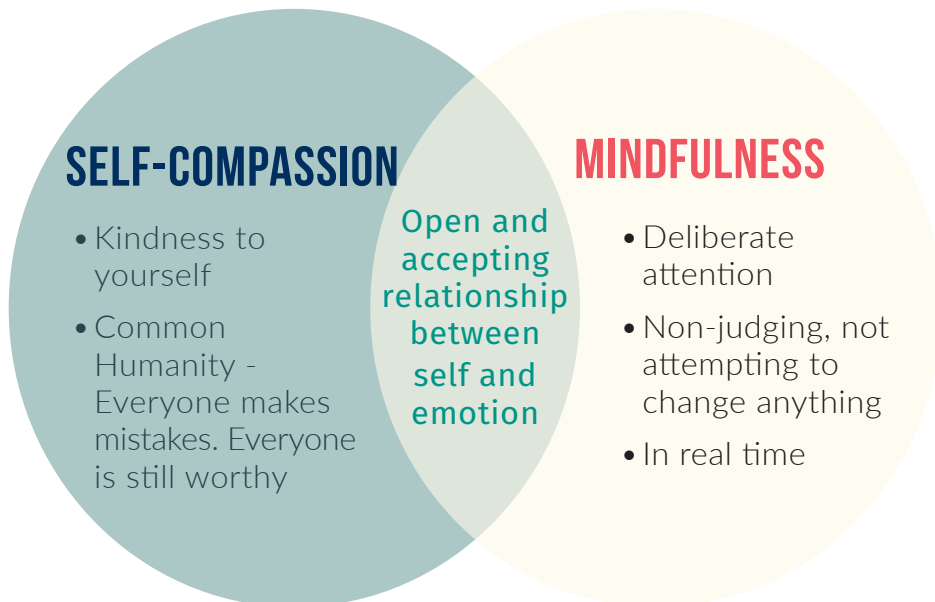 SELF-COMPASSION
• Kindness to
yourself
• Common
Humanity -
Everyone makes
mistakes. Everyone
is still worthy
Open and
accepting
relationship
between
self and
emotion
MINDFULNESS
• Deliberate
attention
• Non-judging, not
attempting to
change anything
• In real time